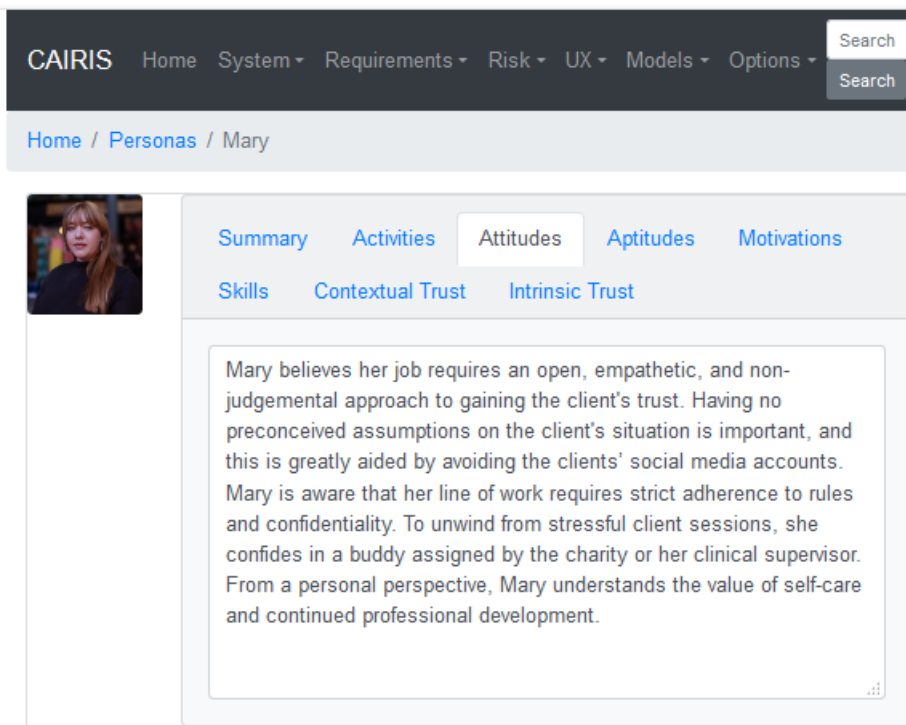 CAIRIS Home System Requirements Risk UX Models Options Search
Search
Home / Personas / Mary
Summary Activities Attitudes Aptitudes Motivations
Skills Contextual Trust Intrinsic Trust
Mary believes her job requires an open, empathetic, and non-
judgemental approach to gaining the client's trust. Having no
preconceived assumptions on the client's situation is important, and
this is greatly aided by avoiding the clients’ social media accounts.
Mary is aware that her line of work requires strict adherence to rules
and confidentiality. To unwind from stressful client sessions, she
confides in a buddy assigned by the charity or her clinical supervisor.
From a personal perspective, Mary understands the value of self-care
and continued professional development.